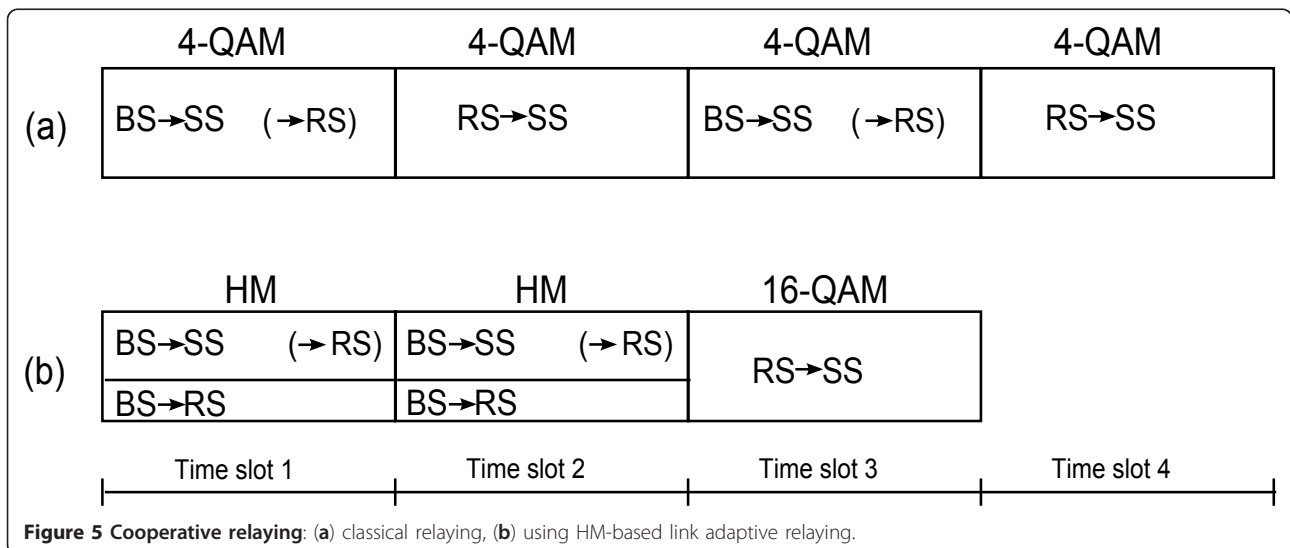 4-QAM 4-QAM 4-QAM 4-QAM
(a) BS→SS (→RS) RS→SS BS→SS (→RS) RS→SS
HM HM 16-QAM
BS→SS (→RS) BS→SS (→RS)
(b) RS→SS
BS→RS BS→RS
Time slot 1 Time slot 2 Time slot 3 Time slot 4
Figure 5 Cooperative relaying: (a) classical relaying, (b) using HM-based link adaptive relaying.